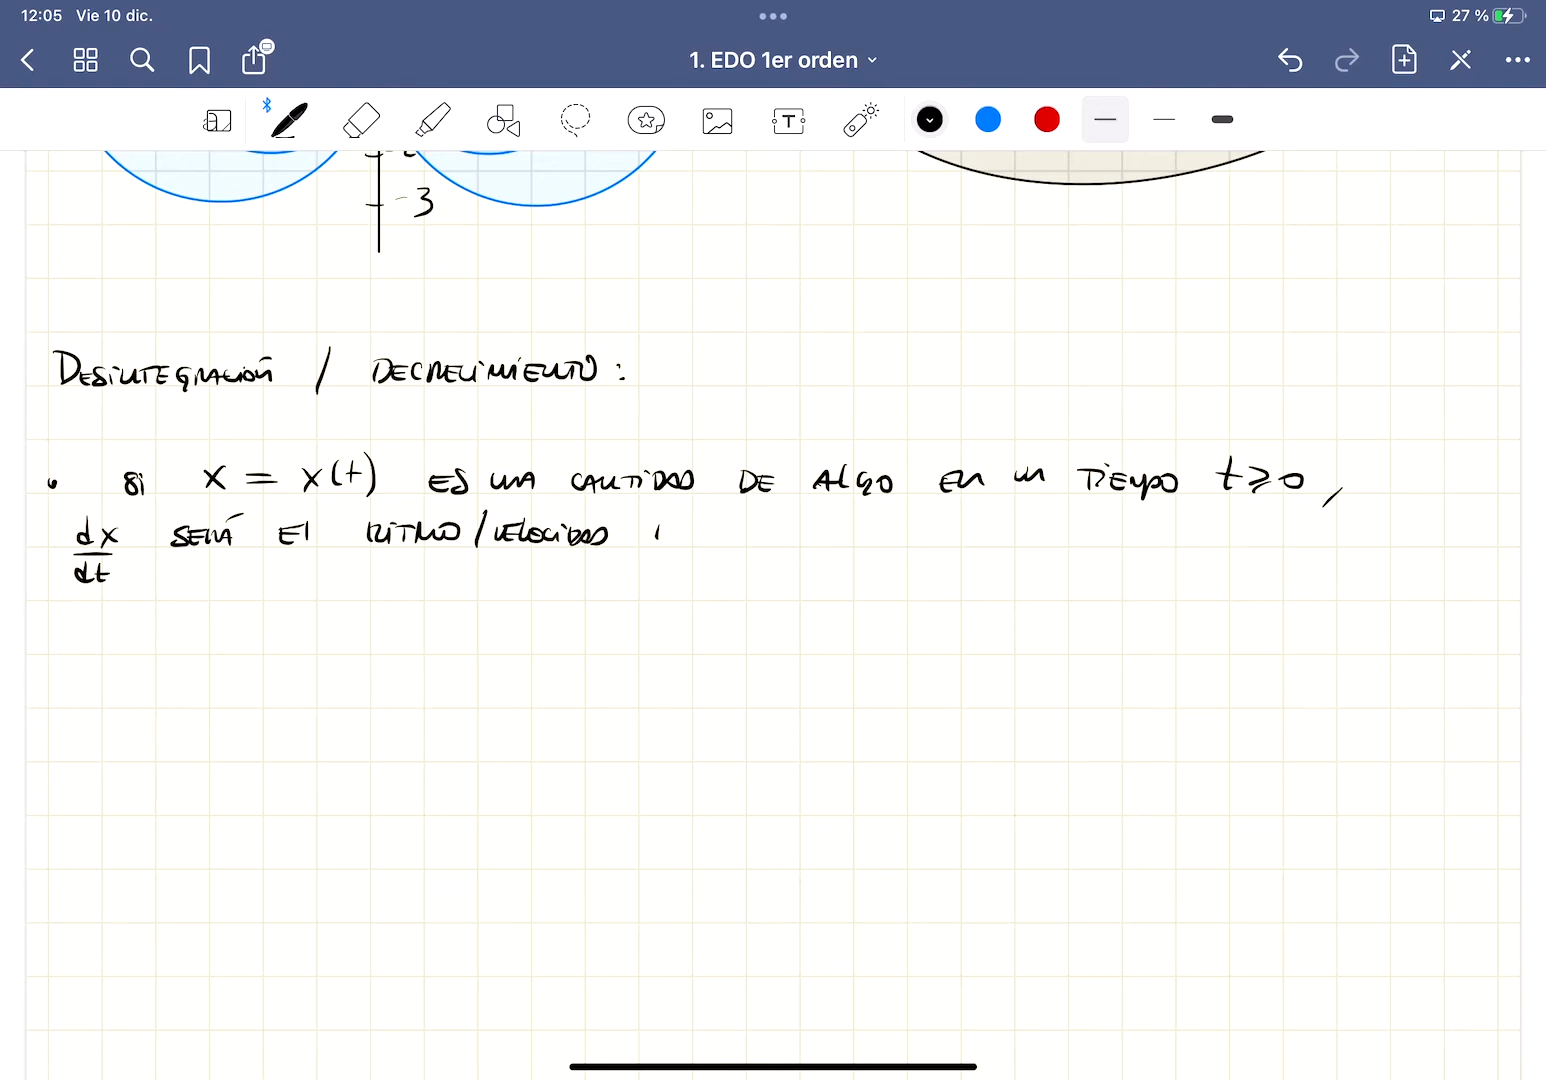 12:05 Vie 10 dic.
27 %
1. EDO 1er orden
-3
DESINTEGRACIÓN / DECRECIMIENTO:
• Si x = x(t) ES UNA CANTIDAD DE ALGO EN UN TIEMPO t ≥ 0,
dx/dt SERÁ El RITMO/VELOCIDAD